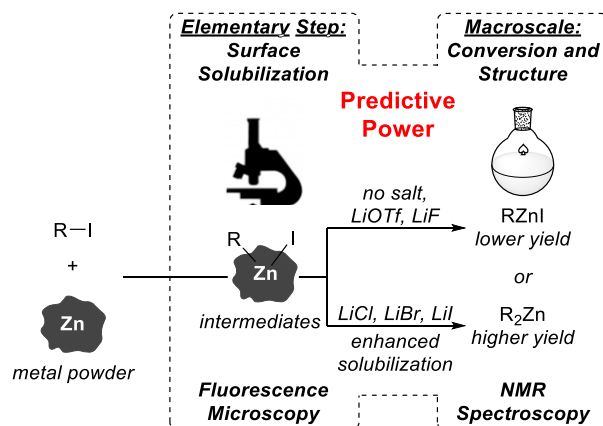 Elementary Step:
Surface
Solubilization
Macroscale:
Conversion and
Structure
Predictive
Power
R–I
+
Zn
metal powder
R
I
Zn
intermediates
no salt,
LiOTf, LiF
RZnI
lower yield
or
LiCl, LiBr, LiI
enhanced
solubilization
R₂Zn
higher yield
Fluorescence
Microscopy
NMR
Spectroscopy